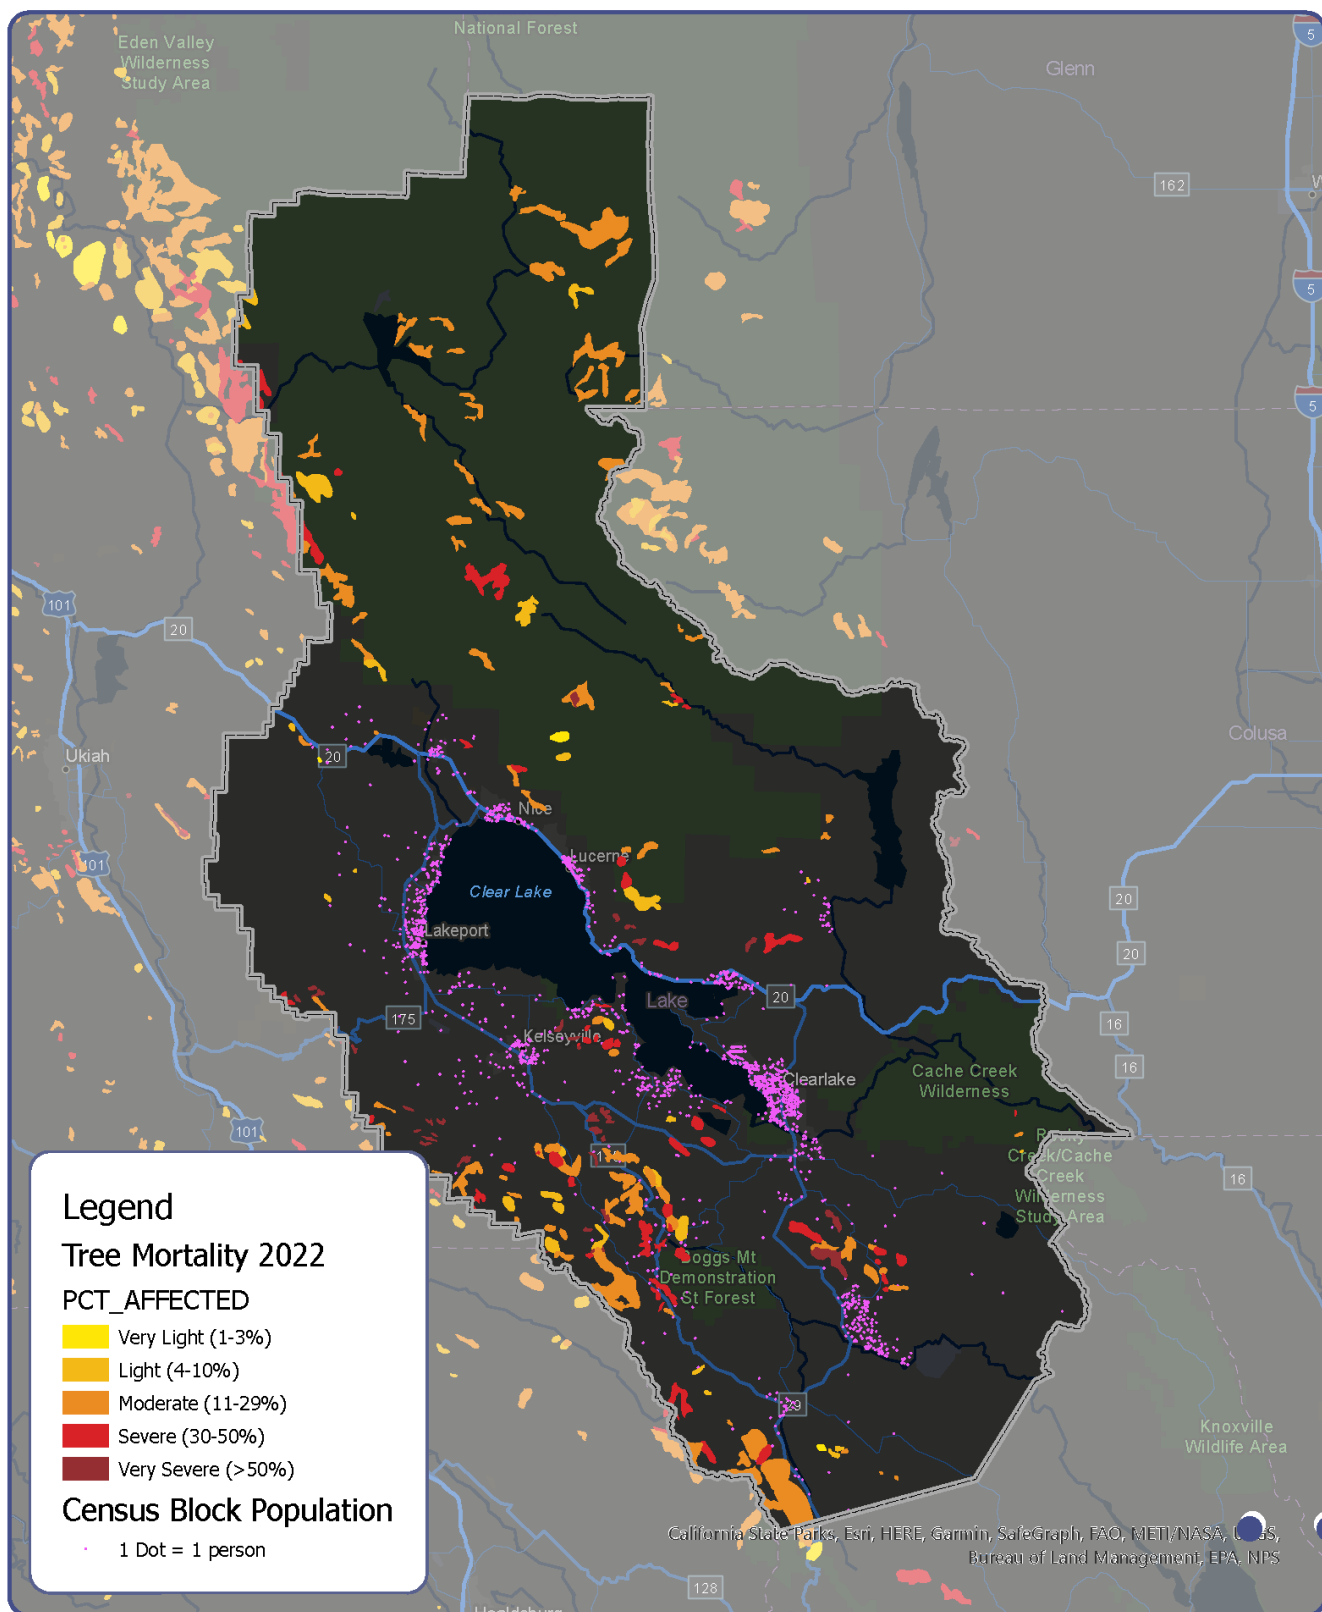 National Forest
Eden Valley
Wilderness
Study Area
Glenn
5
162
5
5
101
20
Colusa
Ukiah
20
Nice
Lucerne
101
Clear Lake
Lakeport
20
20
Lake
20
175
16
Kelseyville
16
Clearlake
Cache Creek
Wilderness
101
Rocky
Creek/Cache
Creek
Wilderness
Study Area
16
Boggs Mt
Demonstration
St Forest
29
Knoxville
Wildlife Area
Legend
Tree Mortality 2022
PCT_AFFECTED
Very Light (1-3%)
Light (4-10%)
Moderate (11-29%)
Severe (30-50%)
Very Severe (>50%)
Census Block Population
1 Dot = 1 person
California State Parks, Esri, HERE, Garmin, SafeGraph, FAO, METI/NASA, USGS,
Bureau of Land Management, EPA, NPS
128